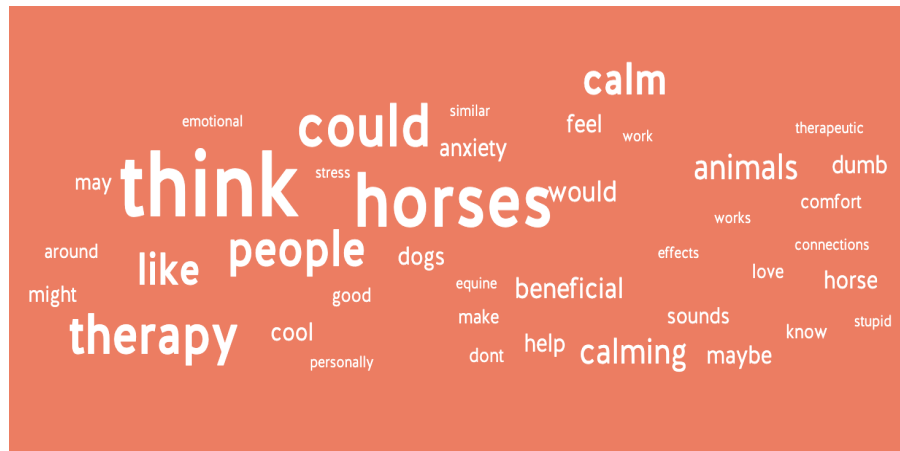 calm
could
similar
emotional
feel
work
therapeutic
anxiety
think
horses
stress
may
would
animals
dumb
comfort
works
people
like
around
dogs
effects
connections
love
horse
might
good
equine
beneficial
therapy
cool
make
sounds
know
stupid
personally
dont
help
calming
maybe